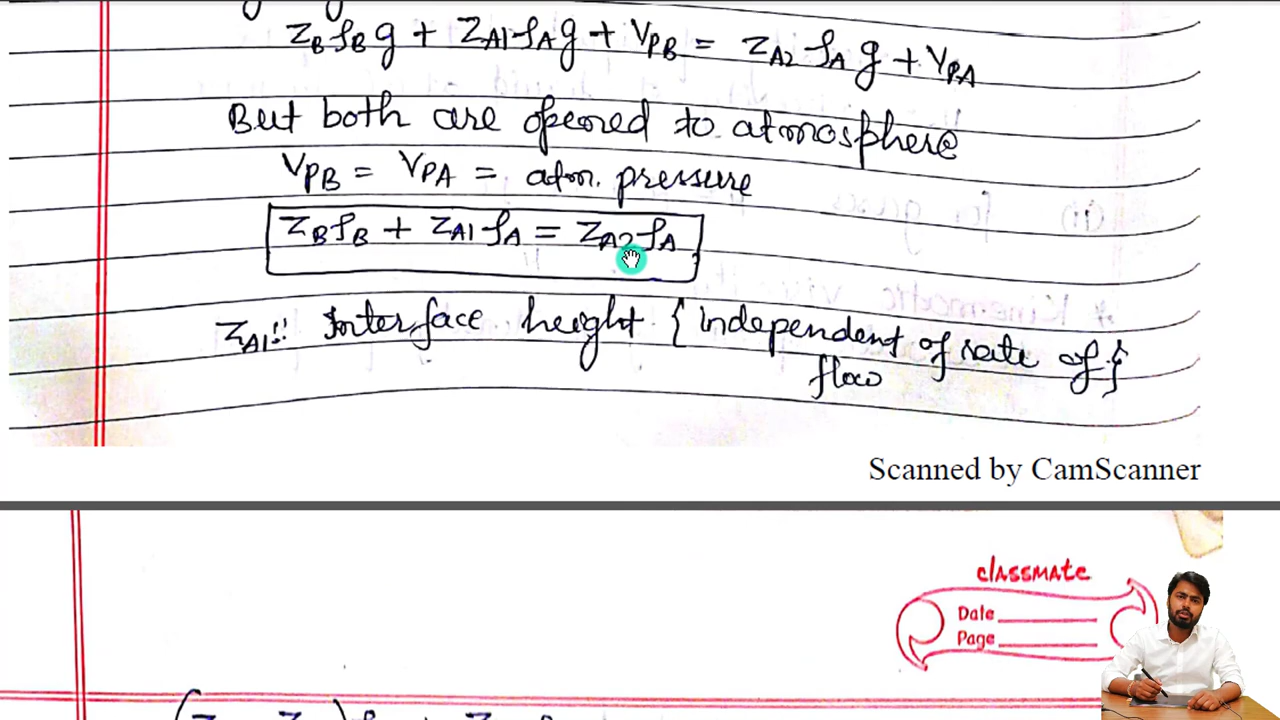 Z_B ρ_B g + Z_A1 ρ_A g + V_PB = Z_A2 ρ_A g + V_PA
But both are opened to atmosphere
V_PB = V_PA = atm. pressure
Z_B ρ_B + Z_A1 ρ_A = Z_A2 ρ_A
Z_A1 :: Interface height { independent of rate of }
flow
Scanned by CamScanner
classmate
Date
Page